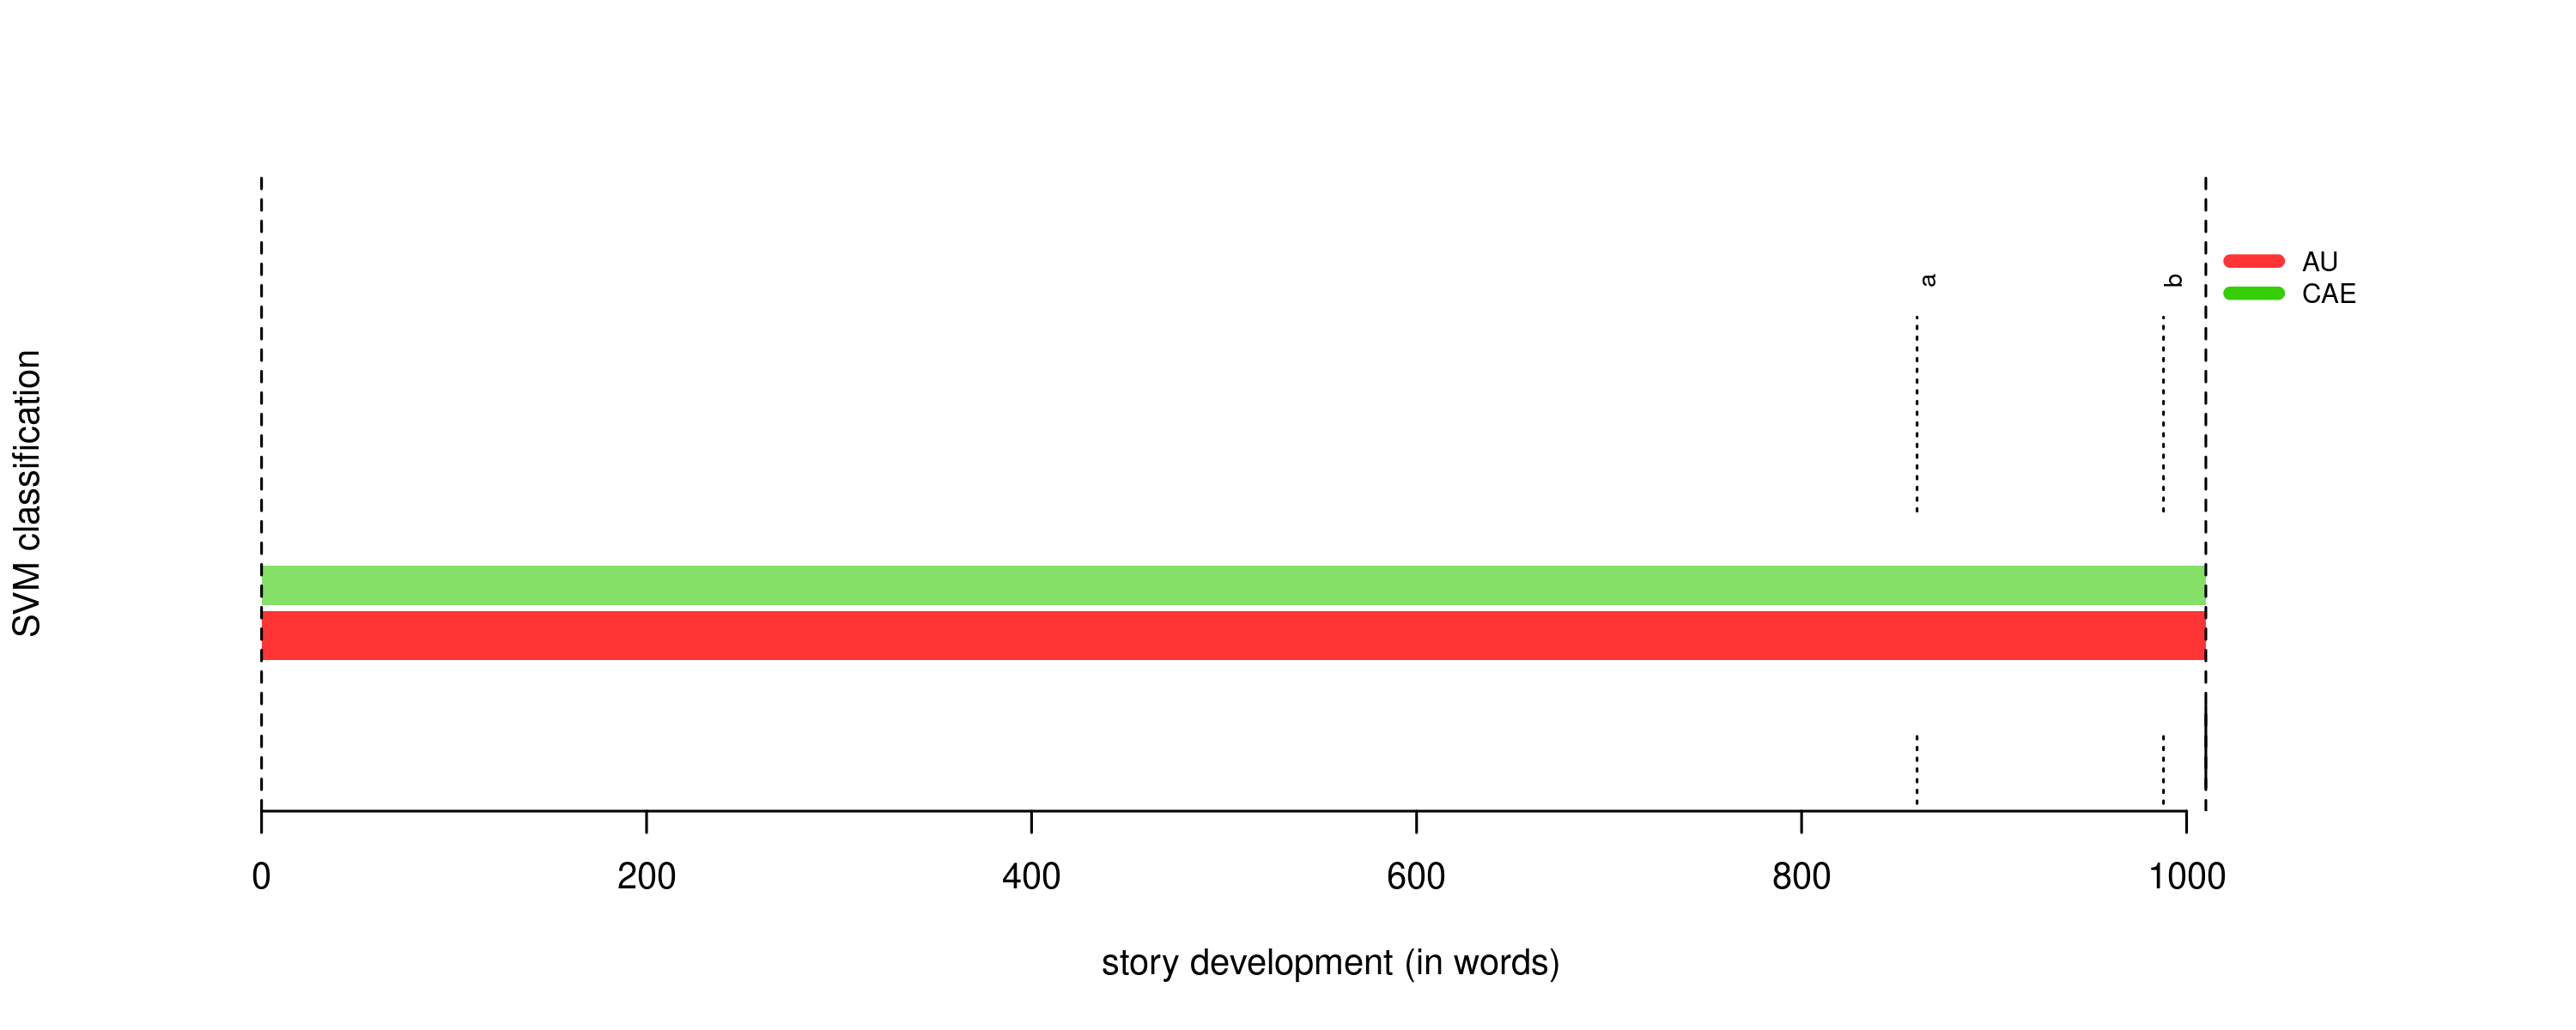 a
b
AU
CAE
SVM classification
0 200 400 600 800 1000
story development (in words)